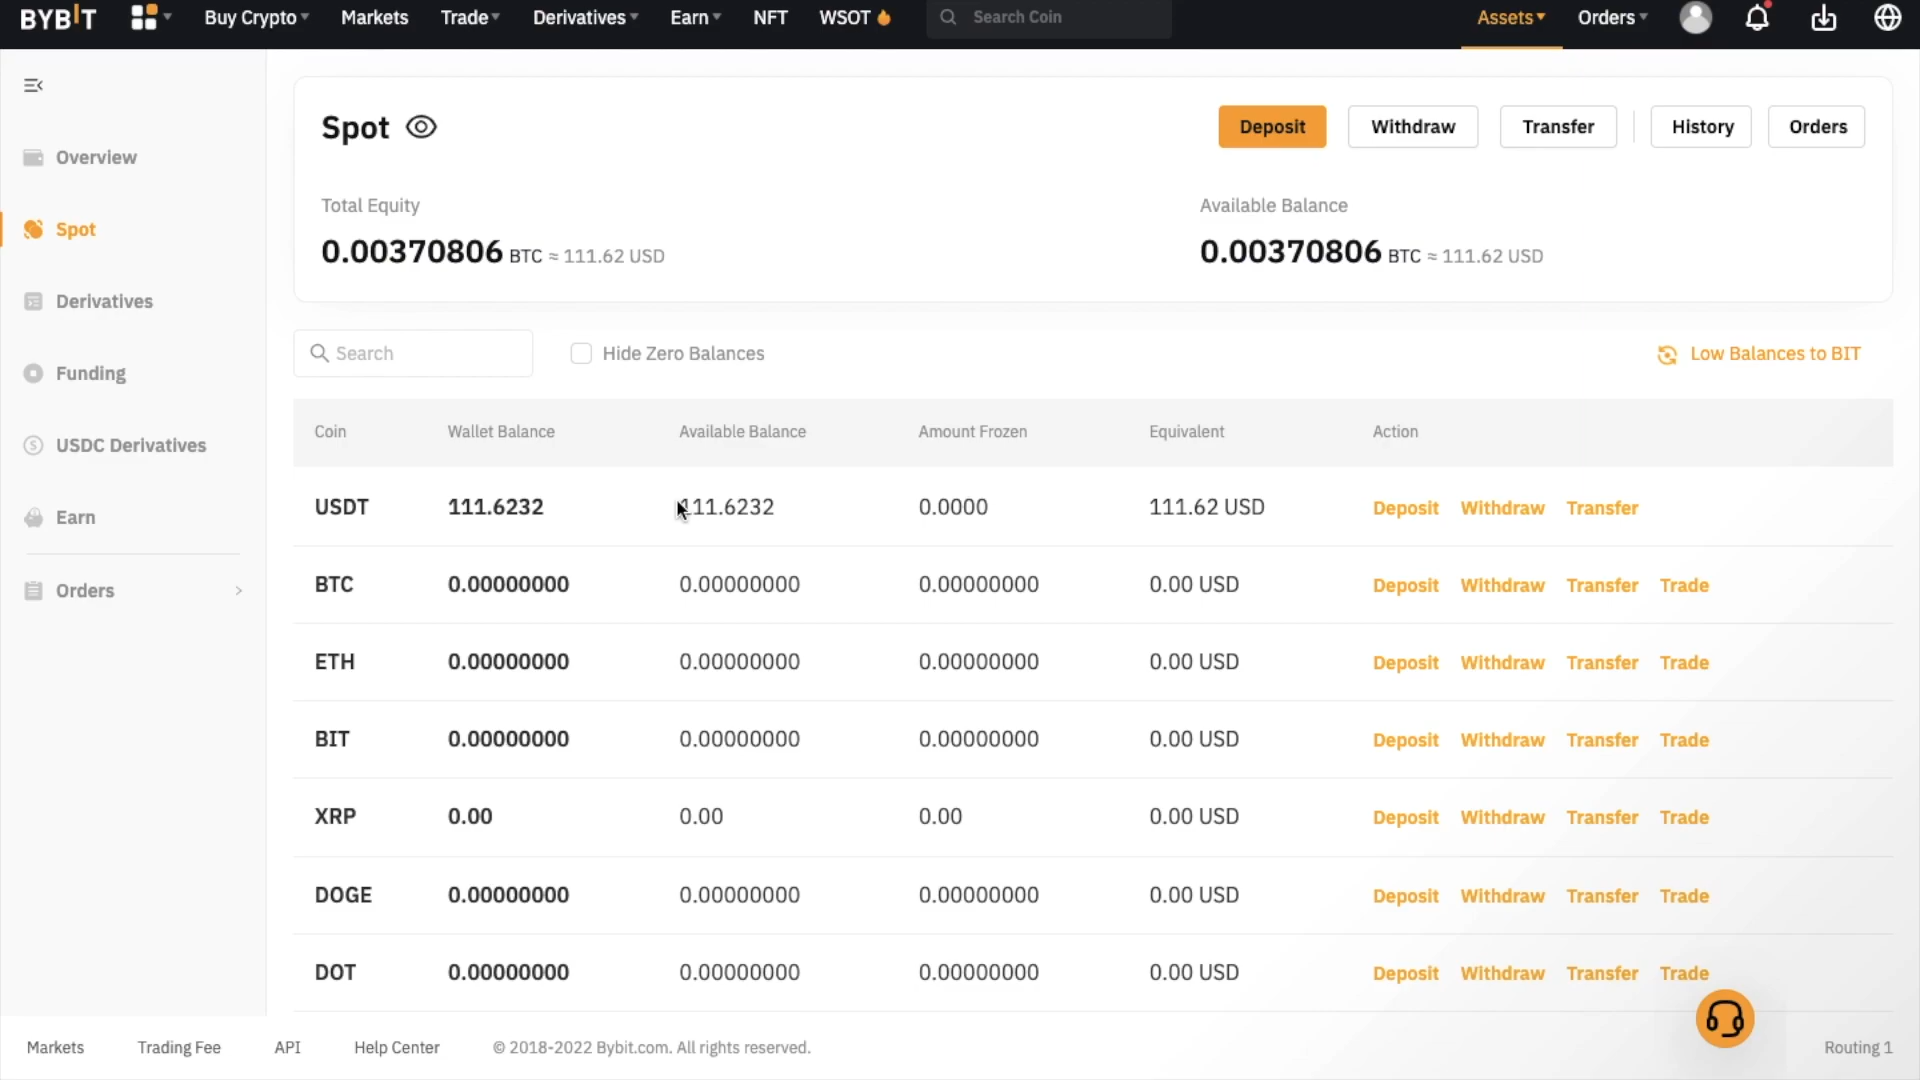 BYBIT Buy Crypto Markets Trade Derivatives Earn NFT WSOT Search Coin Assets Orders
Spot Deposit Withdraw Transfer History Orders
Overview
Spot
Derivatives
Funding
USDC Derivatives
Earn
Orders
Total Equity Available Balance
0.00370806 BTC ≈ 111.62 USD 0.00370806 BTC ≈ 111.62 USD
Search Hide Zero Balances Low Balances to BIT
Coin Wallet Balance Available Balance Amount Frozen Equivalent Action
USDT 111.6232 111.6232 0.0000 111.62 USD Deposit Withdraw Transfer
BTC 0.00000000 0.00000000 0.00000000 0.00 USD Deposit Withdraw Transfer Trade
ETH 0.00000000 0.00000000 0.00000000 0.00 USD Deposit Withdraw Transfer Trade
BIT 0.00000000 0.00000000 0.00000000 0.00 USD Deposit Withdraw Transfer Trade
XRP 0.00 0.00 0.00 0.00 USD Deposit Withdraw Transfer Trade
DOGE 0.00000000 0.00000000 0.00000000 0.00 USD Deposit Withdraw Transfer Trade
DOT 0.00000000 0.00000000 0.00000000 0.00 USD Deposit Withdraw Transfer Trade
Markets Trading Fee API Help Center © 2018-2022 Bybit.com. All rights reserved. Routing 1